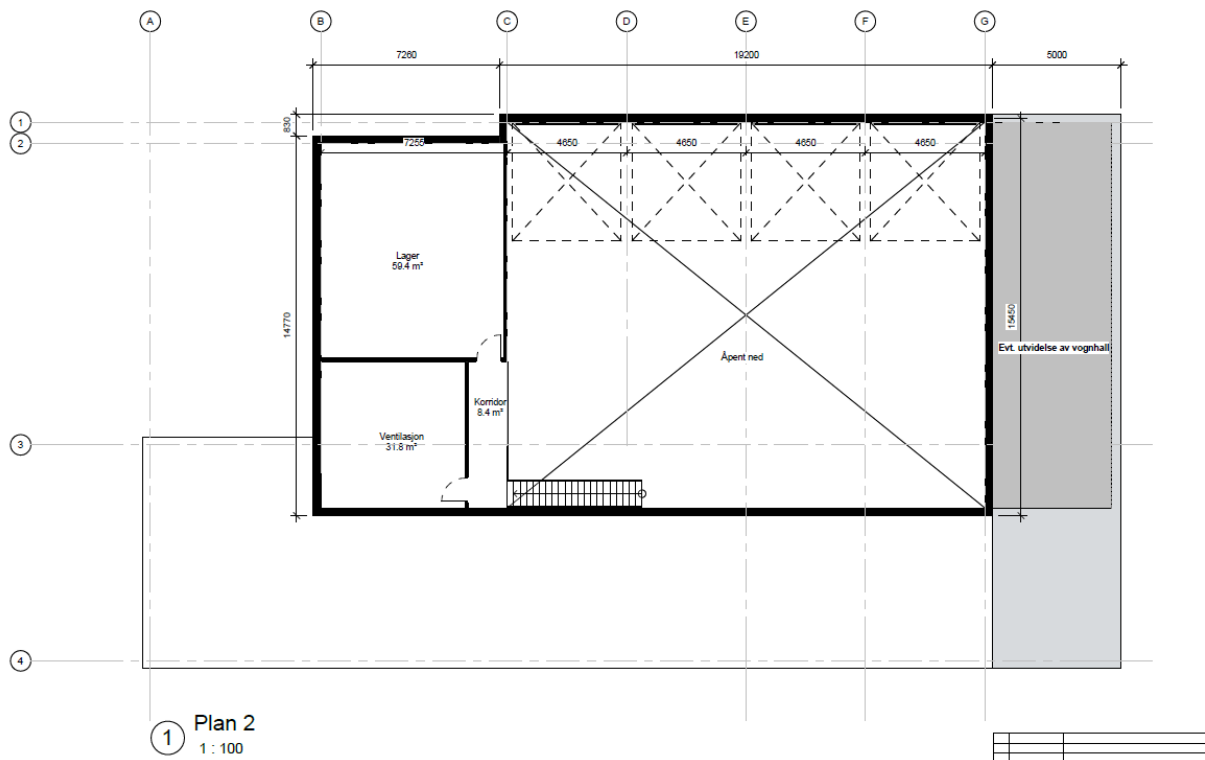 A
B
C
D
E
F
G
7260
19200
5000
1
830
2
7255
4650
4650
4650
4650
Lager
59.4 m²
14770
15450
Evt. utvidelse av vognhall
Åpent ned
Korridor
8.4 m²
Ventilasjon
31.8 m²
3
4
1
Plan 2
1 : 100